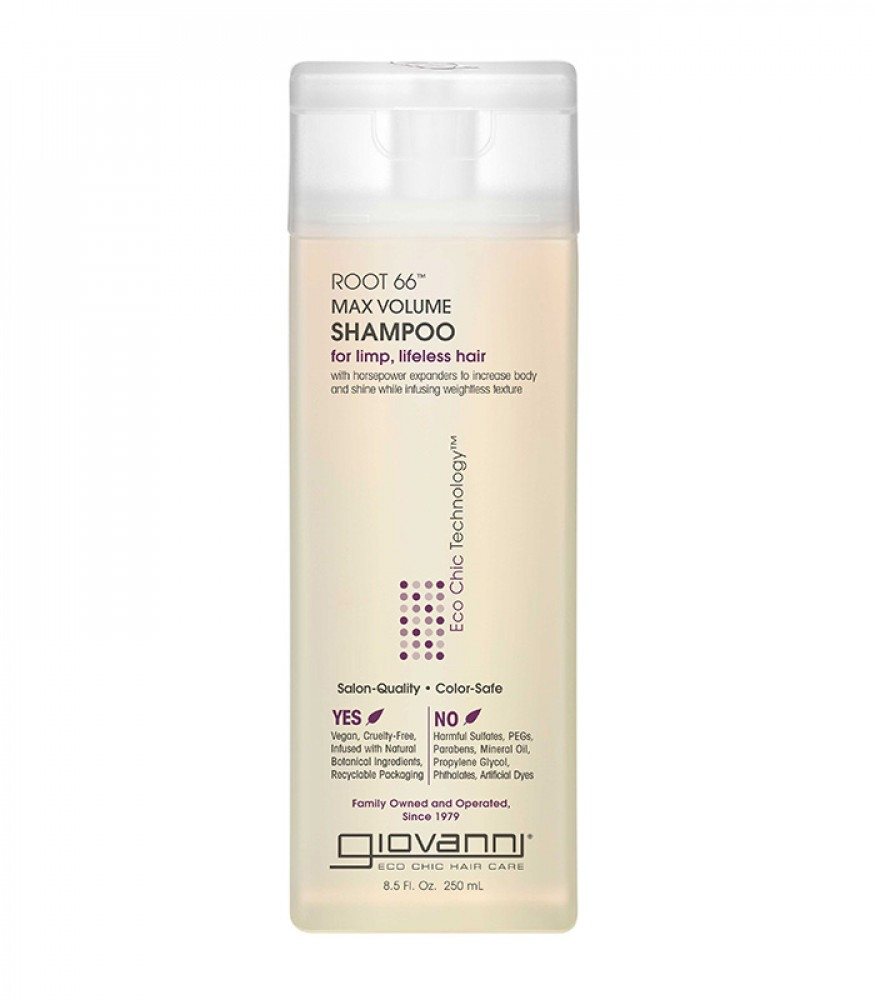 ROOT 66™
MAX VOLUME
SHAMPOO
for limp, lifeless hair
with horsepower expanders to increase body
and shine while infusing weightless texture
Eco Chic Technology™
Salon-Quality • Color-Safe
YES
Vegan, Cruelty-Free,
Infused with Natural
Botanical Ingredients,
Recyclable Packaging
NO
Harmful Sulfates, PEGs,
Parabens, Mineral Oil,
Propylene Glycol,
Phthalates, Artificial Dyes
Family Owned and Operated,
Since 1979
giovanni®
ECO CHIC HAIR CARE
8.5 Fl. Oz. 250 mL